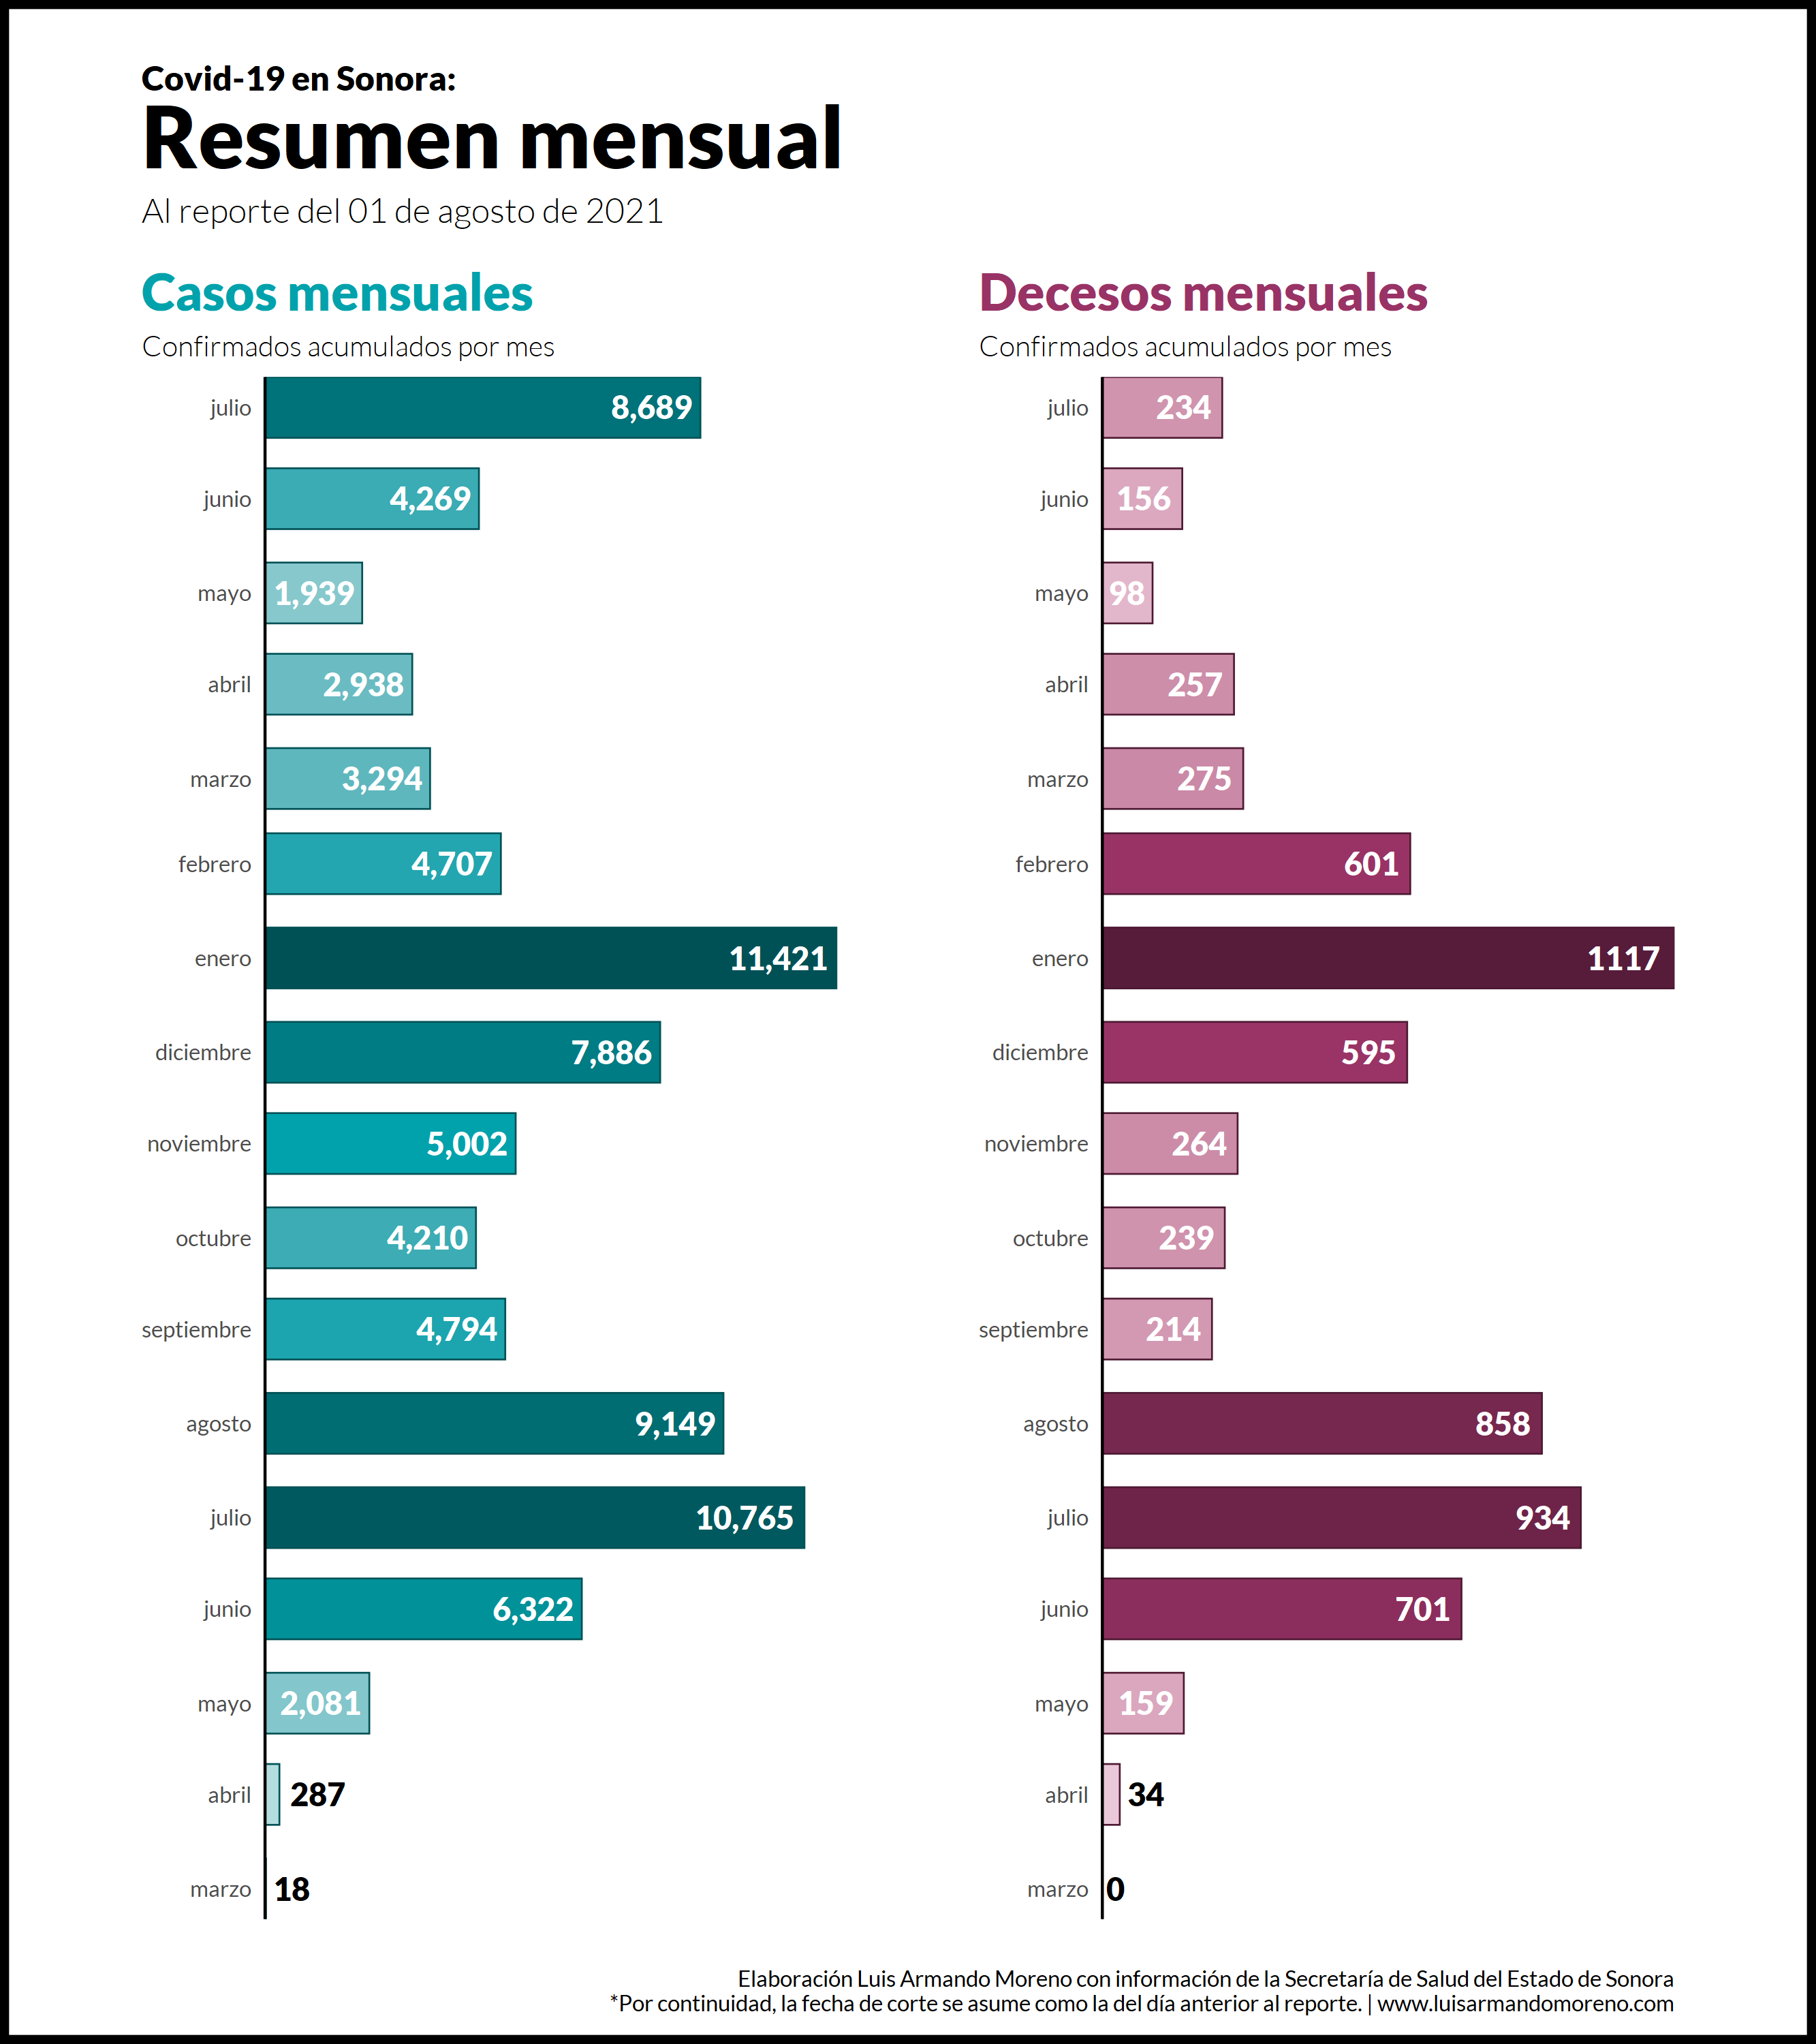 Covid-19 en Sonora:
Resumen mensual
Al reporte del 01 de agosto de 2021
Casos mensuales
Confirmados acumulados por mes
julio 8,689
junio 4,269
mayo 1,939
abril 2,938
marzo 3,294
febrero 4,707
enero 11,421
diciembre 7,886
noviembre 5,002
octubre 4,210
septiembre 4,794
agosto 9,149
julio 10,765
junio 6,322
mayo 2,081
abril 287
marzo 18
Decesos mensuales
Confirmados acumulados por mes
julio 234
junio 156
mayo 98
abril 257
marzo 275
febrero 601
enero 1117
diciembre 595
noviembre 264
octubre 239
septiembre 214
agosto 858
julio 934
junio 701
mayo 159
abril 34
marzo 0
Elaboración Luis Armando Moreno con información de la Secretaría de Salud del Estado de Sonora
*Por continuidad, la fecha de corte se asume como la del día anterior al reporte. | www.luisarmandomoreno.com